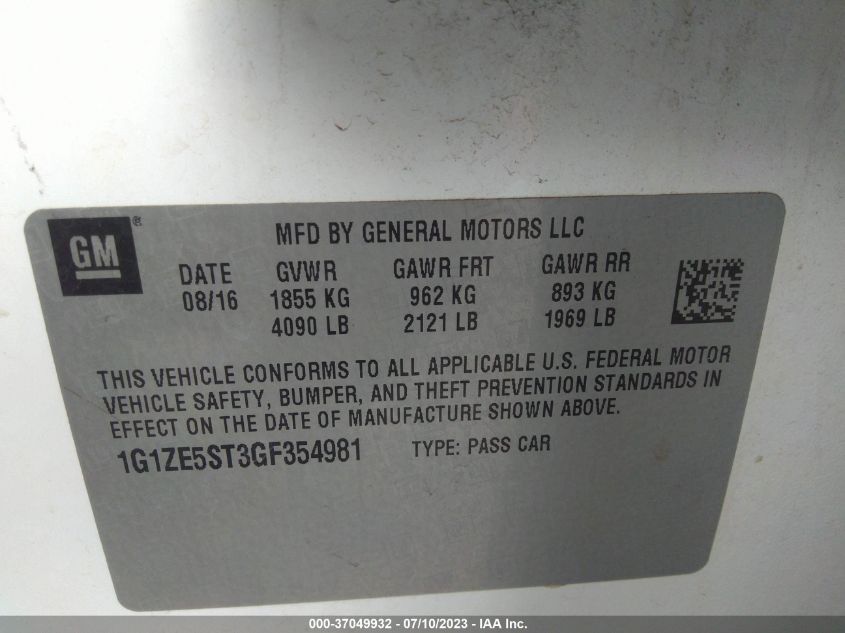 GM®
MFD BY GENERAL MOTORS LLC
DATE GVWR GAWR FRT GAWR RR
08/16 1855 KG 962 KG 893 KG
4090 LB 2121 LB 1969 LB
THIS VEHICLE CONFORMS TO ALL APPLICABLE U.S. FEDERAL MOTOR
VEHICLE SAFETY, BUMPER, AND THEFT PREVENTION STANDARDS IN
EFFECT ON THE DATE OF MANUFACTURE SHOWN ABOVE.
1G1ZE5ST3GF354981 TYPE: PASS CAR
000-37049932 - 07/10/2023 - IAA Inc.